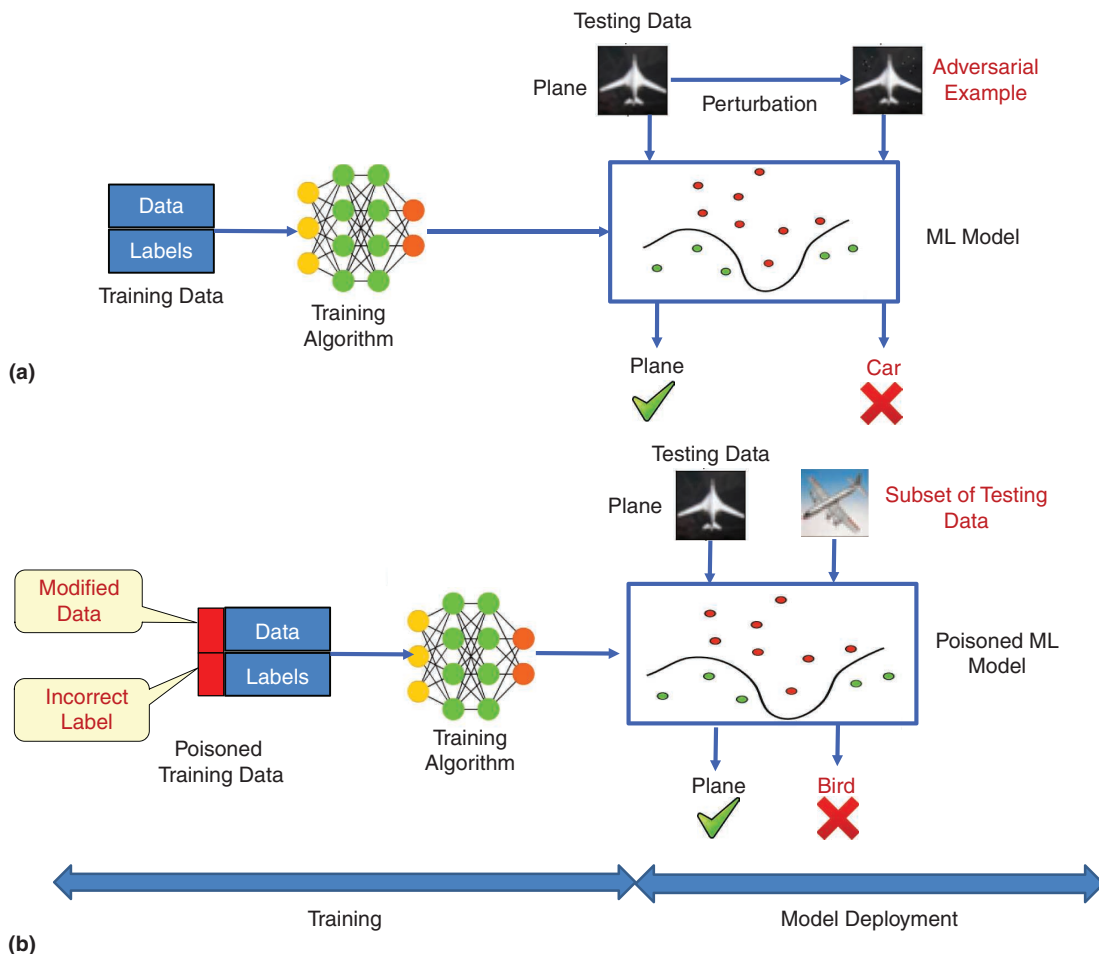 Testing Data
Plane
Perturbation
Adversarial
Example
Data
Labels
Training Data
Training
Algorithm
ML Model
Plane
Car
(a)
Testing Data
Plane
Subset of Testing
Data
Modified
Data
Incorrect
Label
Data
Labels
Poisoned
Training Data
Training
Algorithm
Poisoned ML
Model
Plane
Bird
Training
Model Deployment
(b)